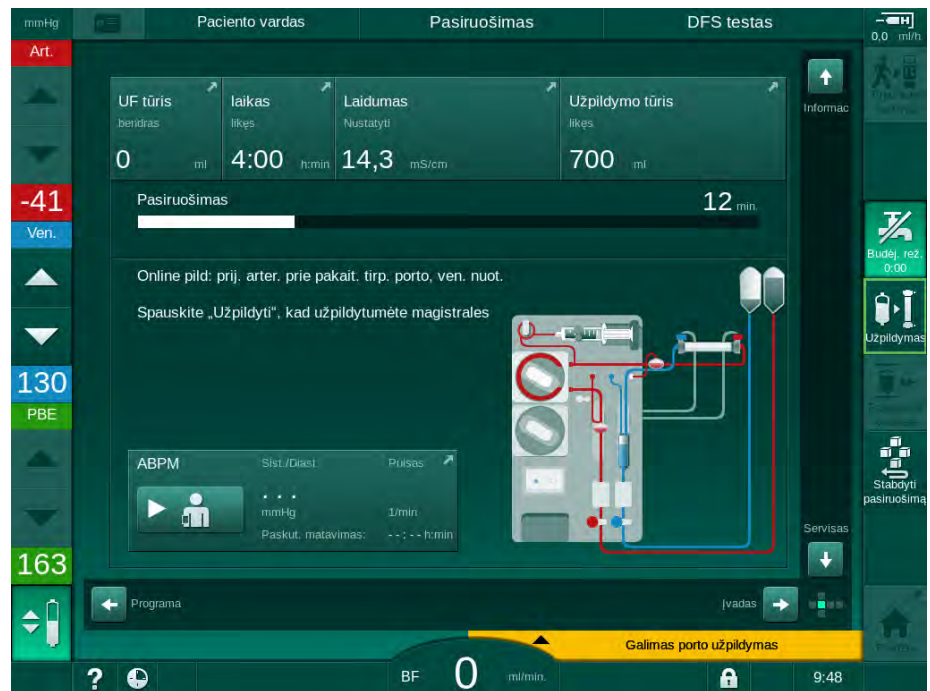 mmHg
Paciento vardas
Pasiruošimas
DFS testas
0,0 ml/h
Art.
-41
Ven.
130
PBE
163
UF tūris
bendras
0 ml
laikas
likęs
4:00 h:min
Laidumas
Nustatyti
14,3 mS/cm
Užpildymo tūris
likęs
700 ml
Informac
Pasiruošimas
12 min.
Online pild: prij. arter. prie pakait. tirp. porto, ven. nuot.
Spauskite „Užpildyti“, kad užpildytumėte magistrales
ABPM
Sist./Diast.
Pulsas
. . .
mmHg
1/min
Paskut. matavimas:
--:-- h:min
Servisas
Budėj. rež.
0:00
Užpildymas
Stabdyti
pasiruošimą
Programa
Įvadas
Galimas porto užpildymas
?
BF 0 ml/min.
9:48